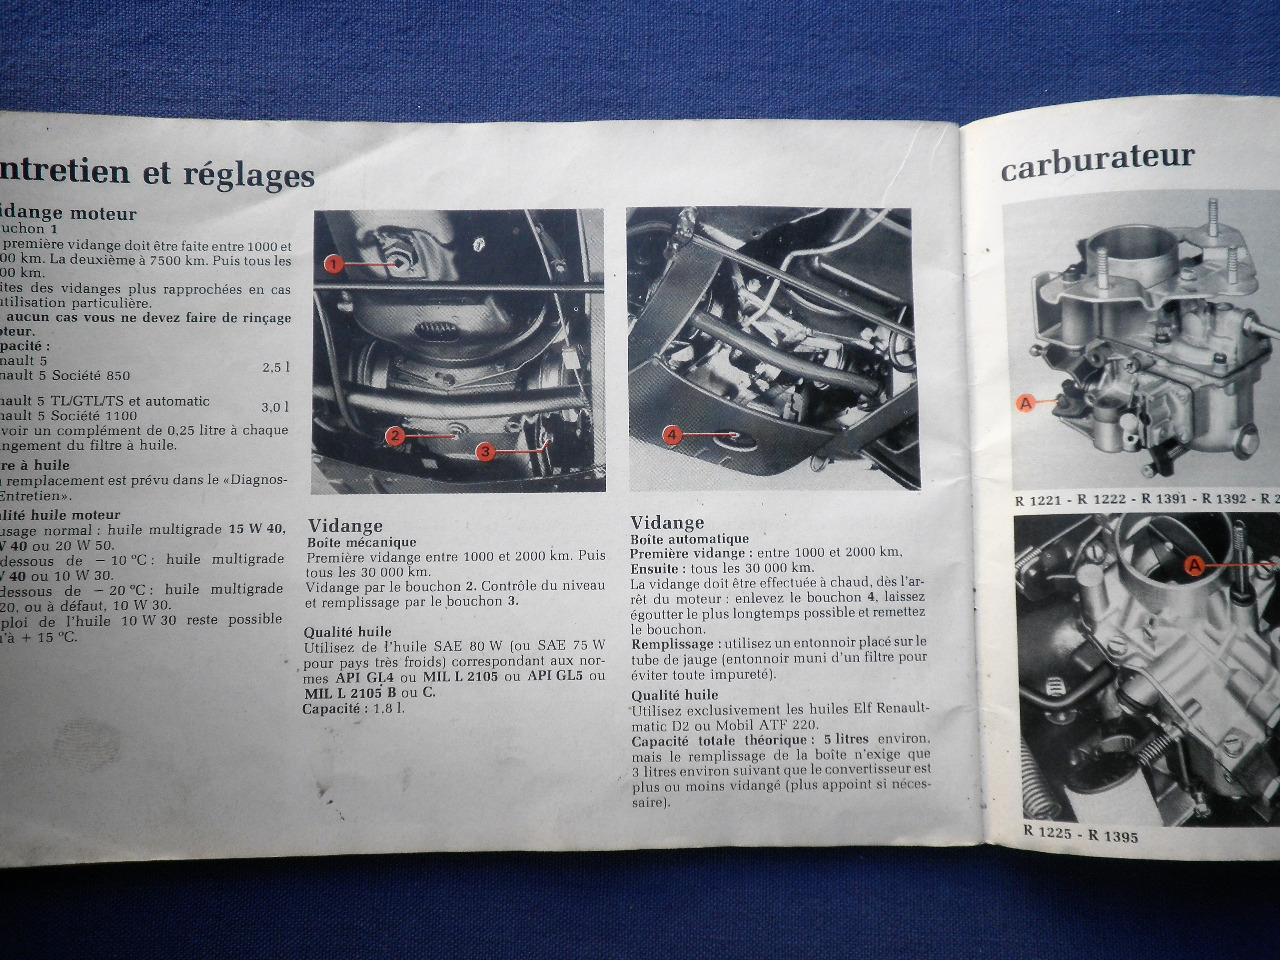 ntretien et réglages
idange moteur
uchon 1
première vidange doit être faite entre 1000 et
00 km. La deuxième à 7500 km. Puis tous les
00 km.
ites des vidanges plus rapprochées en cas
utilisation particulière.
aucun cas vous ne devez faire de rinçage
oteur.
pacité :
nault 5
nault 5 Société 850
2,5 l
nault 5 TL/GTL/TS et automatic
nault 5 Société 1100
3,0 l
voir un complément de 0,25 litre à chaque
angement du filtre à huile.
re à huile
remplacement est prévu dans le «Diagnos-
Entretien».
lité huile moteur
usage normal : huile multigrade 15 W 40,
W 40 ou 20 W 50.
dessous de − 10 °C : huile multigrade
W 40 ou 10 W 30.
dessous de − 20 °C : huile multigrade
20, ou à défaut, 10 W 30.
ploi de l'huile 10 W 30 reste possible
u'à + 15 °C.
1
2
3
Vidange
Boîte mécanique
Première vidange entre 1000 et 2000 km. Puis
tous les 30 000 km.
Vidange par le bouchon 2. Contrôle du niveau
et remplissage par le bouchon 3.
Qualité huile
Utilisez de l'huile SAE 80 W (ou SAE 75 W
pour pays très froids) correspondant aux nor-
mes API GL4 ou MIL L 2105 ou API GL5 ou
MIL L 2105 B ou C.
Capacité : 1,8 l.
4
Vidange
Boîte automatique
Première vidange : entre 1000 et 2000 km.
Ensuite : tous les 30 000 km.
La vidange doit être effectuée à chaud, dès l'ar-
rêt du moteur : enlevez le bouchon 4, laissez
égoutter le plus longtemps possible et remettez
le bouchon.
Remplissage : utilisez un entonnoir placé sur le
tube de jauge (entonnoir muni d'un filtre pour
éviter toute impureté).
Qualité huile
Utilisez exclusivement les huiles Elf Renault-
matic D2 ou Mobil ATF 220.
Capacité totale théorique : 5 litres environ,
mais le remplissage de la boîte n'exige que
3 litres environ suivant que le convertisseur est
plus ou moins vidangé (plus appoint si néces-
saire).
carburateur
A
R 1221 - R 1222 - R 1391 - R 1392 - R 2
A
R 1225 - R 1395